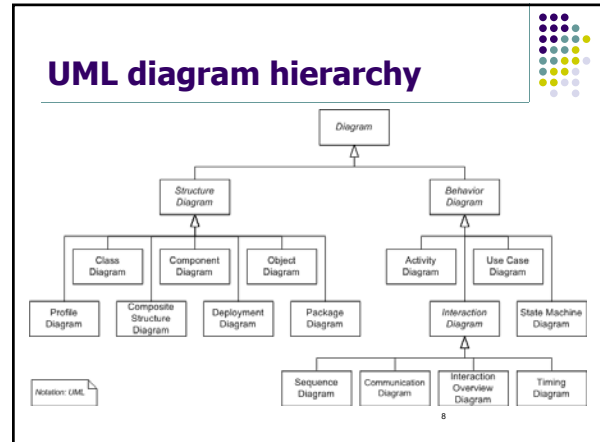 UML diagram hierarchy
Diagram
Structure
Diagram
Behavior
Diagram
Class
Diagram
Component
Diagram
Object
Diagram
Activity
Diagram
Use Case
Diagram
Profile
Diagram
Composite
Structure
Diagram
Deployment
Diagram
Package
Diagram
Interaction
Diagram
State Machine
Diagram
Sequence
Diagram
Communication
Diagram
Interaction
Overview
Diagram
Timing
Diagram
Notation: UML
8